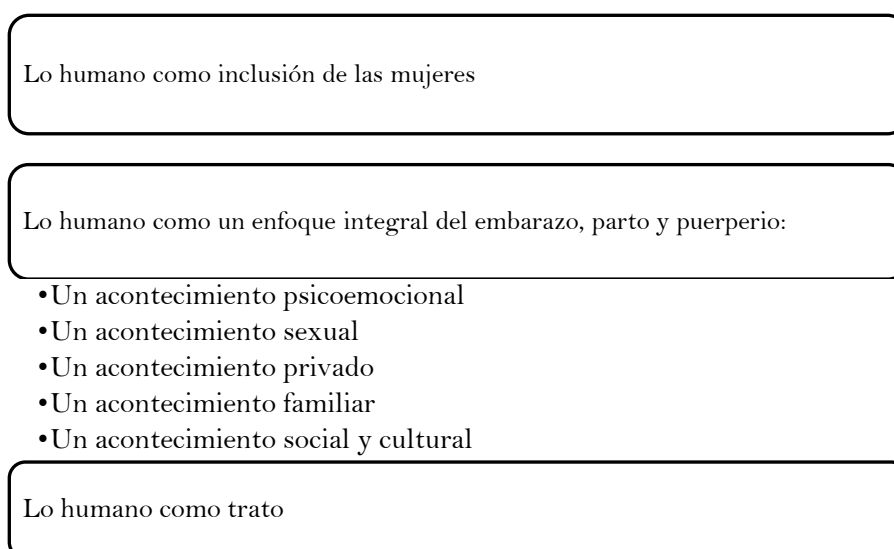 Lo humano como inclusión de las mujeres
Lo humano como un enfoque integral del embarazo, parto y puerperio:
•Un acontecimiento psicoemocional
•Un acontecimiento sexual
•Un acontecimiento privado
•Un acontecimiento familiar
•Un acontecimiento social y cultural
Lo humano como trato